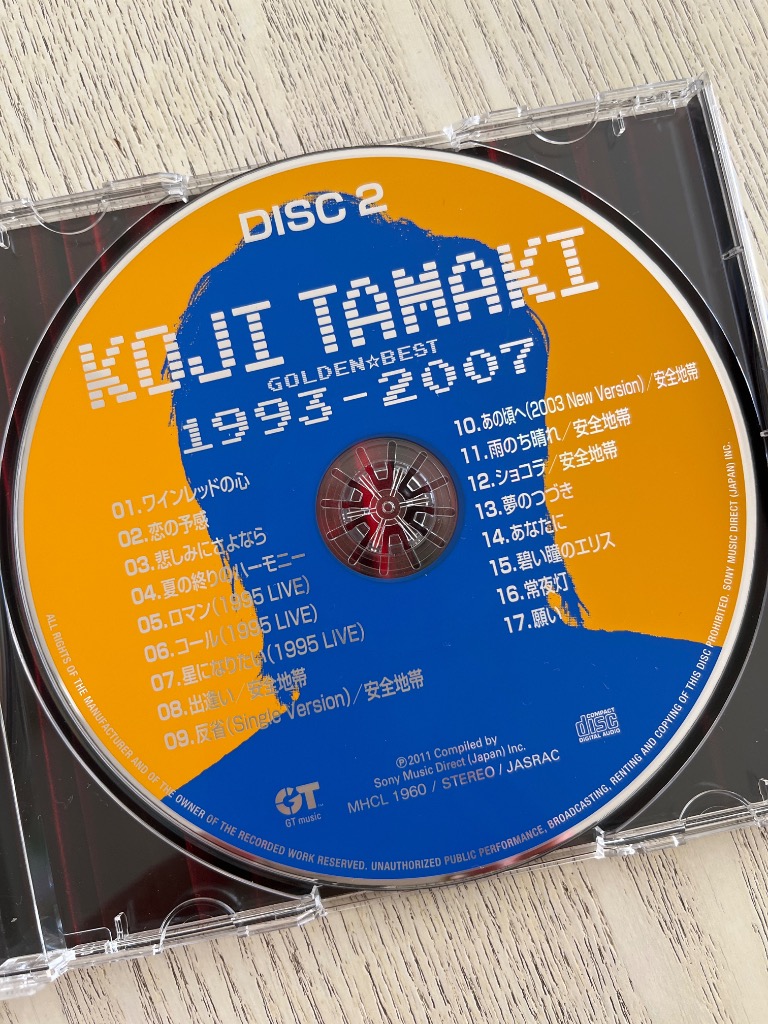 DISC 2
KOJI TAMAKI
GOLDEN☆BEST
1993-2007
01.ワインレッドの心
02.恋の予感
03.悲しみにさよなら
04.夏の終りのハーモニー
05.ロマン(1995 LIVE)
06.コール(1995 LIVE)
07.星になりたい(1995 LIVE)
08.出逢い/安全地帯
09.反省(Single Version)/安全地帯
10.あの頃へ(2003 New Version)/安全地帯
11.雨のち晴れ/安全地帯
12.ショコラ/安全地帯
13.夢のつづき
14.あなたに
15.碧い瞳のエリス
16.常夜灯
17.願い
GT
GT music
℗2011 Compiled by
Sony Music Direct (Japan) Inc.
MHCL 1960 / STEREO / JASRAC
COMPACT
disc
DIGITAL AUDIO
ALL RIGHTS OF THE MANUFACTURER AND OF THE OWNER OF THE RECORDED WORK RESERVED. UNAUTHORIZED PUBLIC PERFORMANCE, BROADCASTING, RENTING AND COPYING OF THIS DISC PROHIBITED. SONY MUSIC DIRECT (JAPAN) INC.